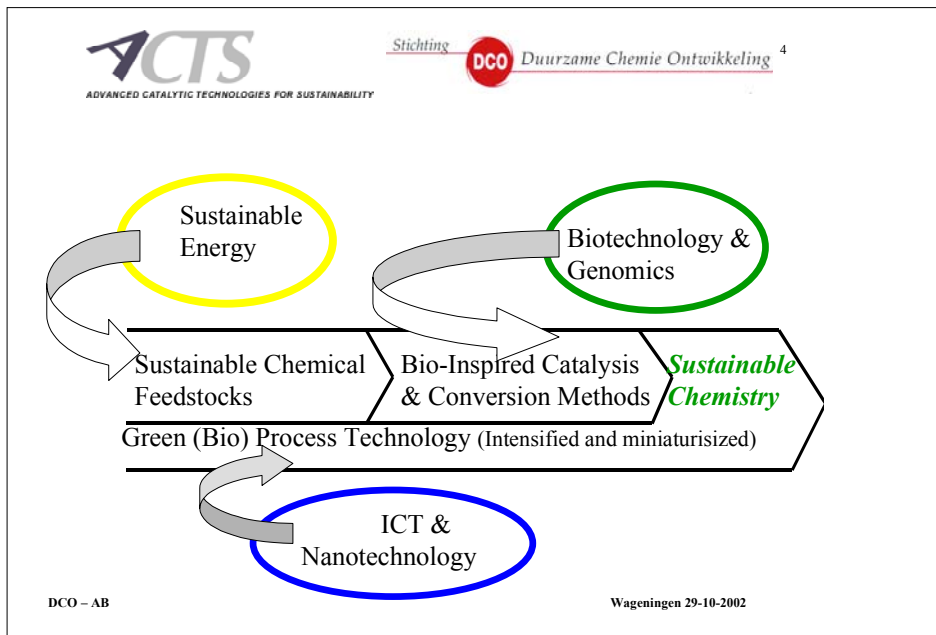 ACTS
ADVANCED CATALYTIC TECHNOLOGIES FOR SUSTAINABILITY
Stichting
DCO Duurzame Chemie Ontwikkeling
4
Sustainable
Energy
Biotechnology &
Genomics
Sustainable Chemical
Feedstocks
Bio-Inspired Catalysis
& Conversion Methods
Sustainable
Chemistry
Green (Bio) Process Technology (Intensified and miniaturisized)
ICT &
Nanotechnology
DCO – AB
Wageningen 29-10-2002